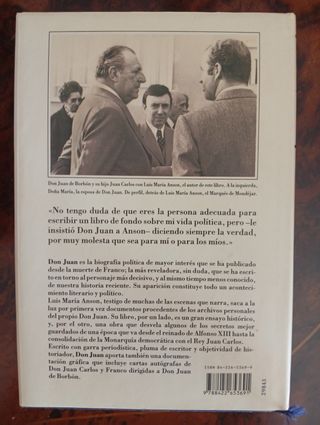 Don Juan de Borbón y su hijo Juan Carlos con Luis María Anson, el autor de este libro. A la izquierda,
Doña María, la esposa de Don Juan. De perfil, detrás de Luis María Anson, el Marqués de Mondéjar.
«No tengo duda de que eres la persona adecuada para
escribir un libro de fondo sobre mi vida política, pero –le
insistió Don Juan a Anson– diciendo siempre la verdad,
por muy molesta que sea para mí o para los míos.»
Don Juan es la biografía política de mayor interés que se ha publicado
desde la muerte de Franco; la más reveladora, sin duda, que se ha escri-
to en torno al personaje más decisivo, y al mismo tiempo menos conocido,
de nuestra historia reciente. Su aparición constituye todo un aconteci-
miento literario y político.
Luis María Anson, testigo de muchas de las escenas que narra, saca a la
luz por primera vez documentos procedentes de los archivos personales
del propio Don Juan. Su libro, por un lado, es un gran ensayo histórico,
y, por el otro, una obra que desvela algunos de los secretos mejor
guardados de una época que va desde el reinado de Alfonso XIII hasta la
consolidación de la Monarquía democrática con el Rey Juan Carlos.
Escrito con garra periodística, pluma de escritor y objetividad de his-
toriador, Don Juan aporta también una documen-
tación gráfica que incluye cartas autógrafas de
Don Juan Carlos y Franco dirigidas a Don Juan
de Borbón.
ISBN 84-226-5369-8
9 788422 653691
29843